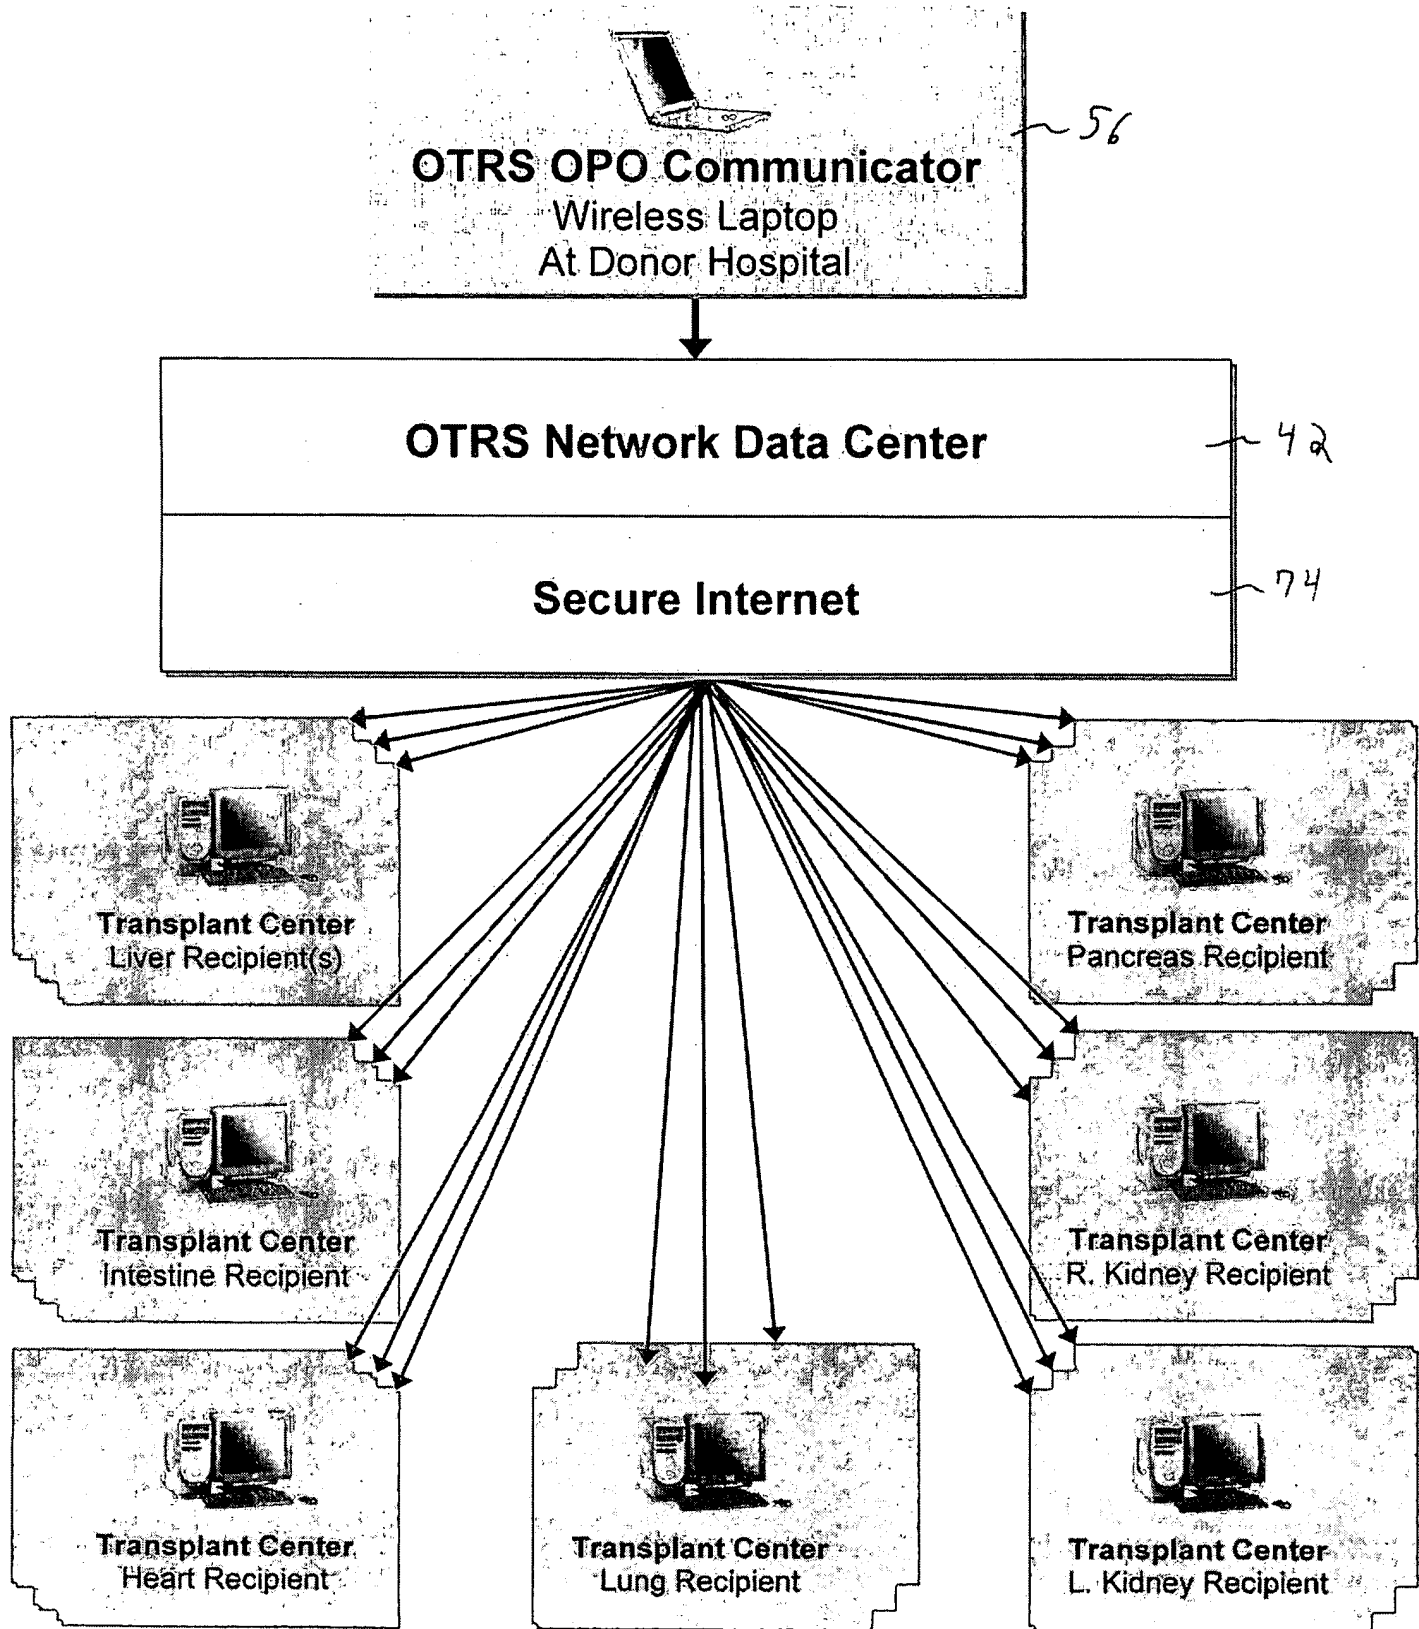 OTRS OPO Communicator
Wireless Laptop
At Donor Hospital
56
OTRS Network Data Center
42
Secure Internet
74
Transplant Center
Liver Recipient(s)
Transplant Center
Pancreas Recipient
Transplant Center
Intestine Recipient
Transplant Center
R. Kidney Recipient
Transplant Center
Heart Recipient
Transplant Center
Lung Recipient
Transplant Center
L. Kidney Recipient